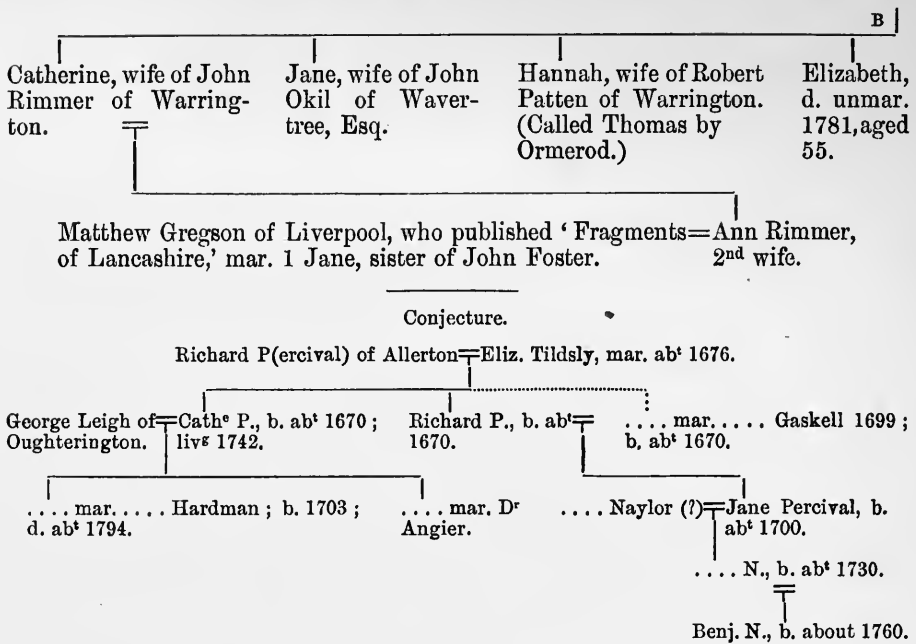 B
Catherine, wife of John
Rimmer of Warring-
ton.
Jane, wife of John
Okil of Waver-
tree, Esq.
Hannah, wife of Robert
Patten of Warrington.
(Called Thomas by
Ormerod.)
Elizabeth,
d. unmar.
1781, aged
55.
Matthew Gregson of Liverpool, who published ‘ Fragments=Ann Rimmer,
of Lancashire,’ mar. 1 Jane, sister of John Foster. 2nd wife.
Conjecture.
Richard P(ercival) of Allerton=Eliz. Tildsly, mar. abt 1676.
George Leigh of
Oughterington.
=Cathe P., b. abt 1670 ;
livg 1742.
Richard P., b. abt=
1670.
. . . . mar. . . . . Gaskell 1699 ;
b. abt 1670.
. . . . mar. . . . . Hardman ; b. 1703 ;
d. abt 1794.
. . . . mar. Dr
Angier.
. . . . Naylor (?)=Jane Percival, b.
abt 1700.
. . . . N., b. abt 1730.
Benj. N., b. about 1760.